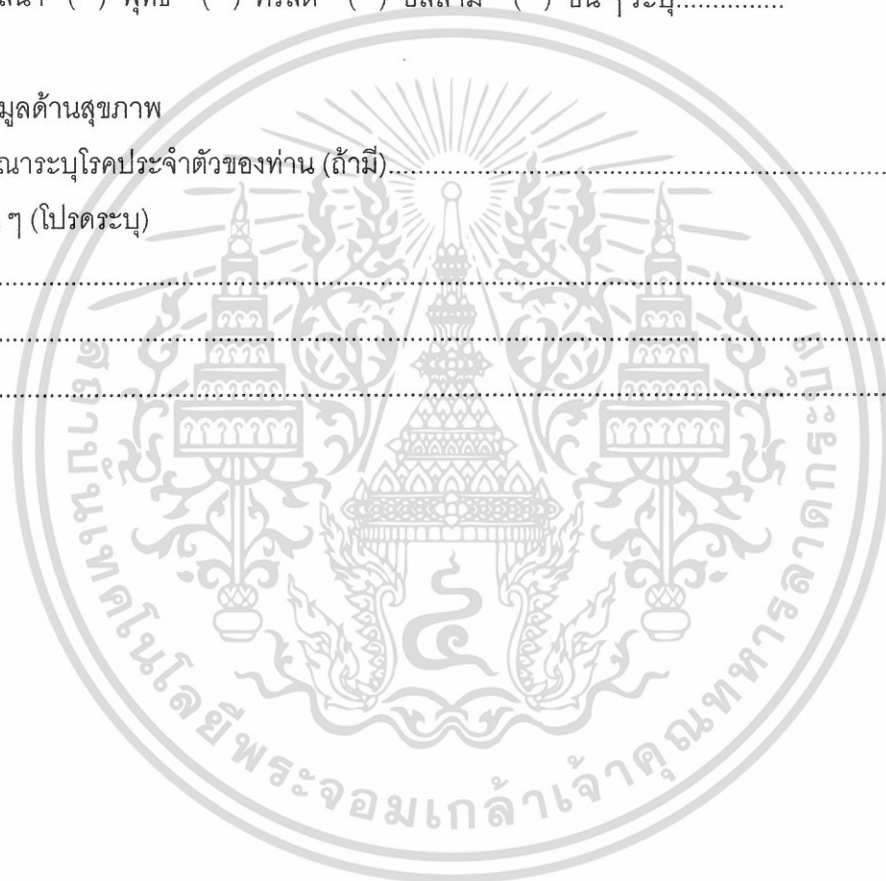 สนา ( ) พุทธ ( ) คริสต์ ( ) อิสลาม ( ) อื่น ๆ ระบุ...............
มูลด้านสุขภาพ
ณาระบุโรคประจำตัวของท่าน (ถ้ามี)......................................................................
ๆ (โปรดระบุ)
สถาบันเทคโนโลยีพระจอมเกล้าเจ้าคุณทหารลาดกระบัง
๔